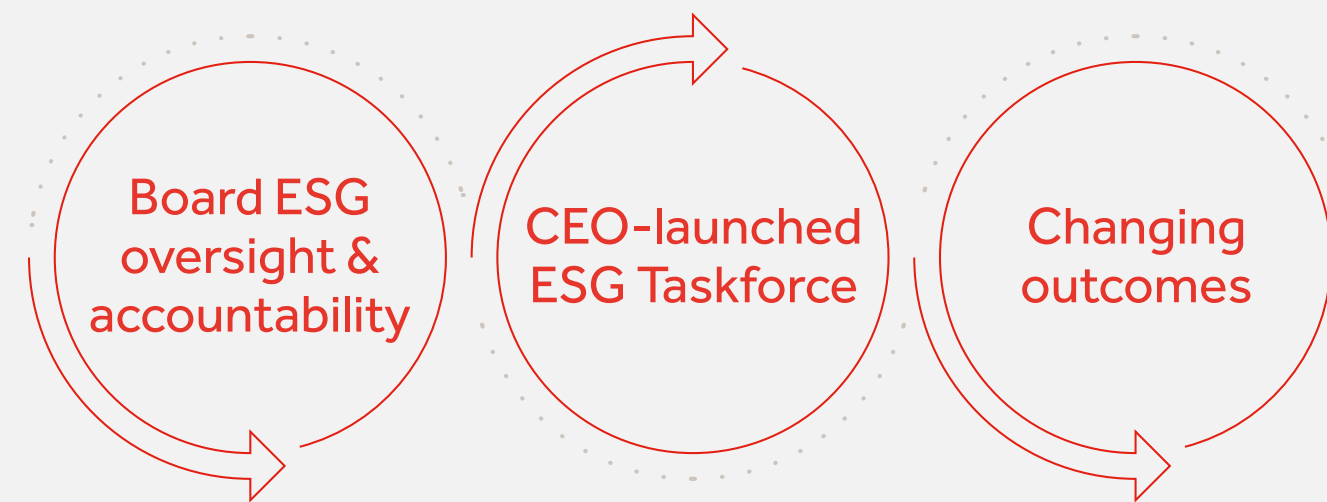 Board ESG
oversight &
accountability
CEO-launched
ESG Taskforce
Changing
outcomes